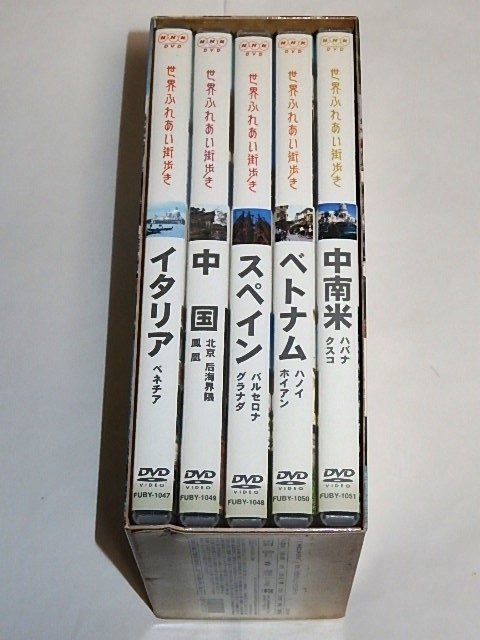 NHK
DVD
世界ふれあい街歩き
イタリア
ベネチア
DVD
VIDEO
FUBY-1047
NHK
DVD
世界ふれあい街歩き
中国
北京 后海界隈
鳳凰
DVD
VIDEO
FUBY-1049
NHK
DVD
世界ふれあい街歩き
スペイン
バルセロナ
グラナダ
DVD
VIDEO
FUBY-1048
NHK
DVD
世界ふれあい街歩き
ベトナム
ハノイ
ホイアン
DVD
VIDEO
FUBY-1050
NHK
DVD
世界ふれあい街歩き
中南米
ハバナ
クスコ
DVD
VIDEO
FUBY-1051